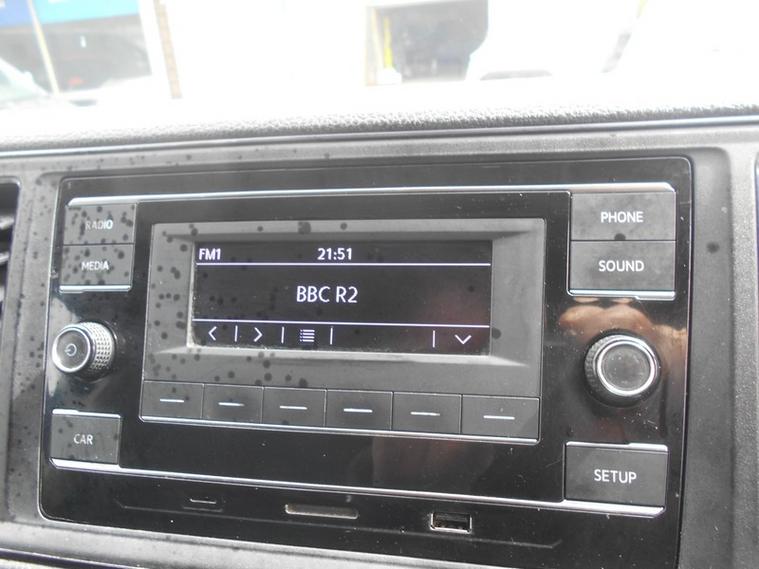 RADIO
PHONE
FM1 21:51
MEDIA
SOUND
BBC R2
CAR
SETUP